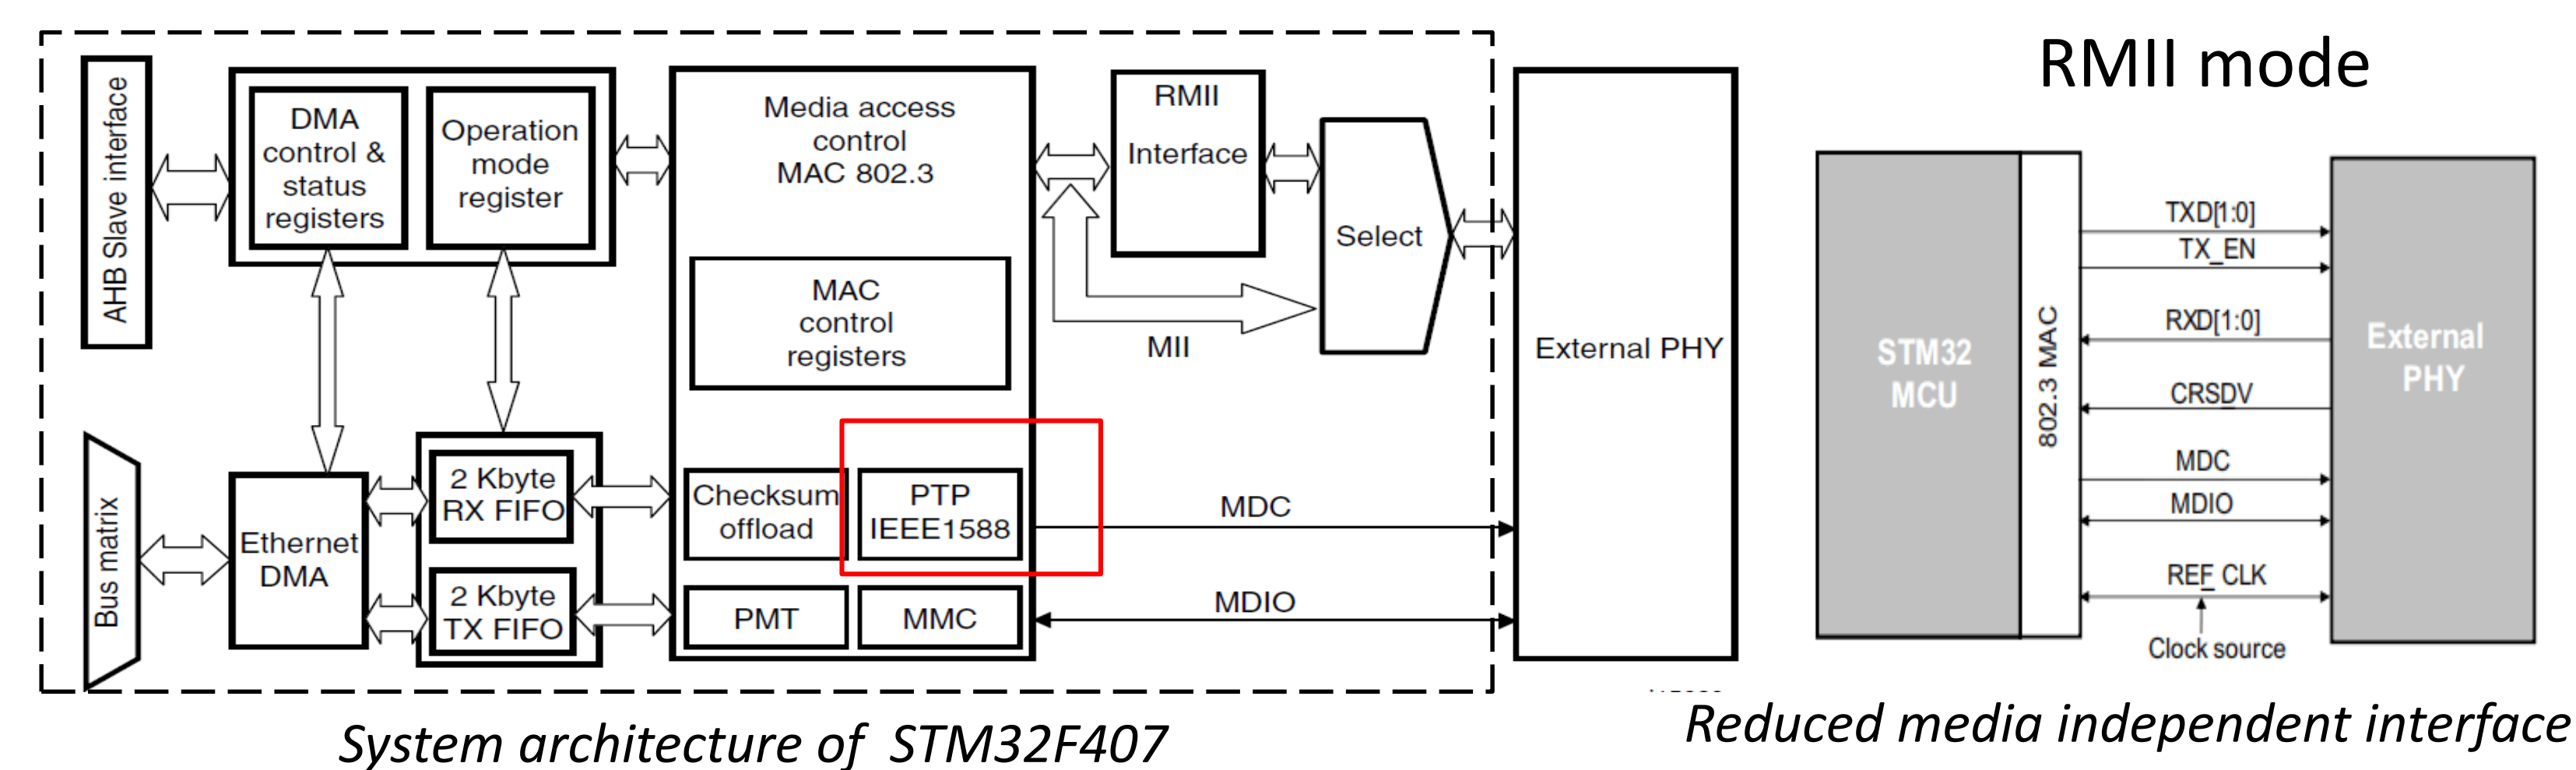 AHB Slave interface
DMA
control &
status
registers
Operation
mode
register
Media access
control
MAC 802.3
RMII
Interface
Select
MAC
control
registers
MII
External PHY
Bus matrix
Ethernet
DMA
2 Kbyte
RX FIFO
2 Kbyte
TX FIFO
Checksum
offload
PTP
IEEE1588
PMT
MMC
MDC
MDIO
System architecture of STM32F407
RMII mode
STM32
MCU
802.3 MAC
TXD[1:0]
TX_EN
RXD[1:0]
CRSDV
MDC
MDIO
REF_CLK
Clock source
External
PHY
Reduced media independent interface